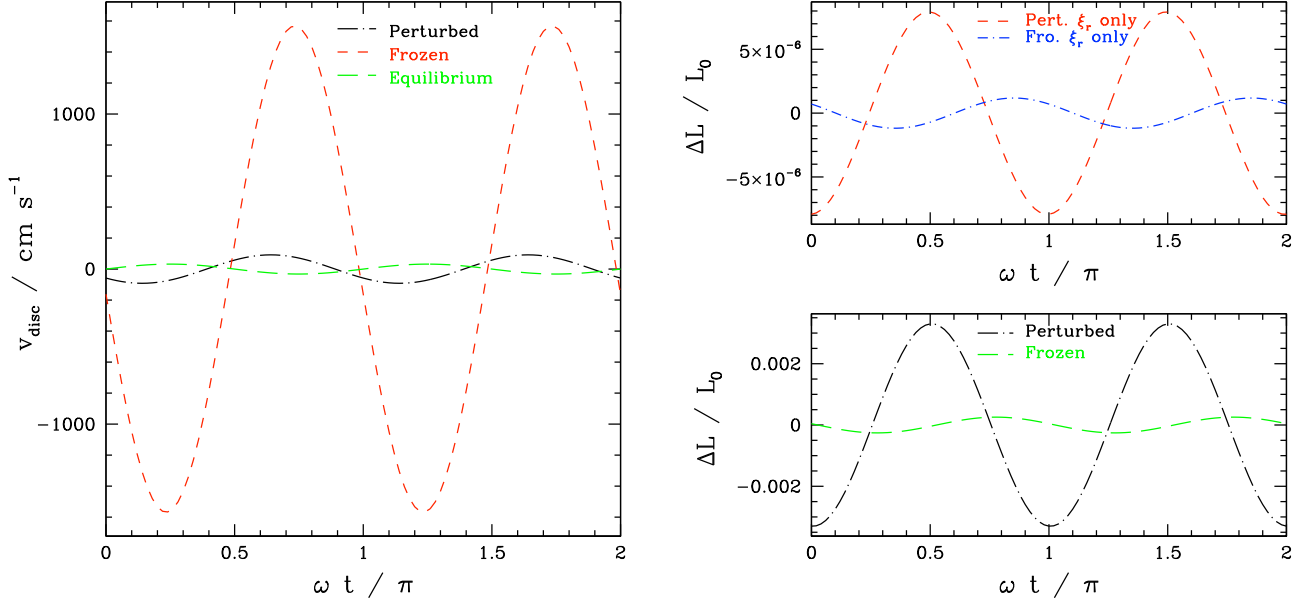 Perturbed
Frozen
Equilibrium
v_disc / cm s⁻¹
1000
0
−1000
0 0.5 1 1.5 2
ω t / π
Pert. ξ_r only
Fro. ξ_r only
ΔL / L_0
5×10⁻⁶
0
−5×10⁻⁶
0 0.5 1 1.5 2
ω t / π
Perturbed
Frozen
ΔL / L_0
0.002
0
−0.002
0 0.5 1 1.5 2
ω t / π